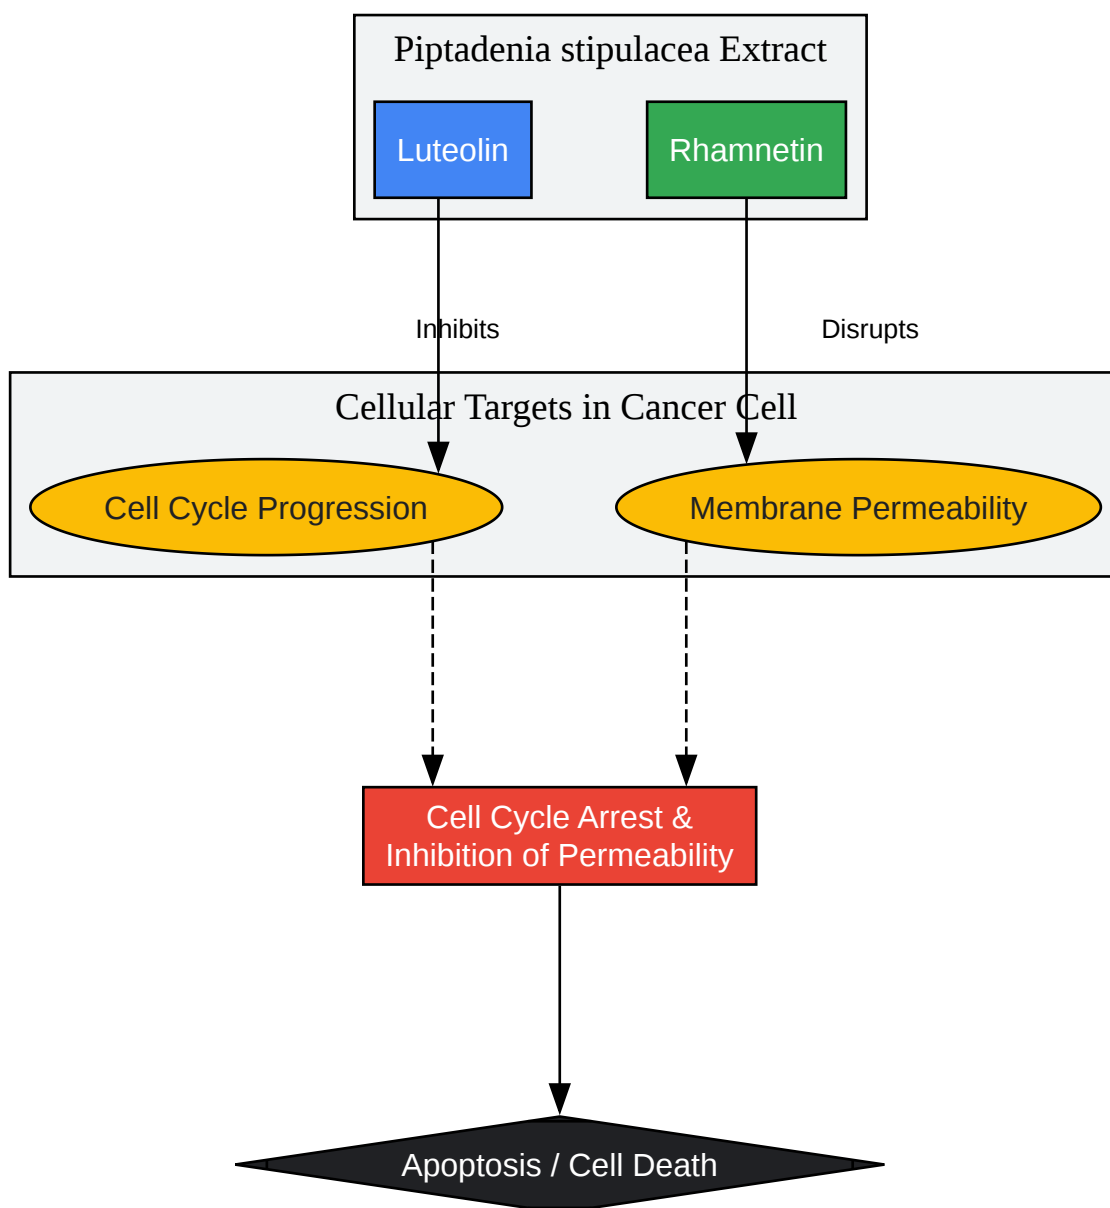 Piptadenia stipulacea Extract
Luteolin
Rhamnetin
Inhibits
Disrupts
Cellular Targets in Cancer Cell
Cell Cycle Progression
Membrane Permeability
Cell Cycle Arrest &
Inhibition of Permeability
Apoptosis / Cell Death